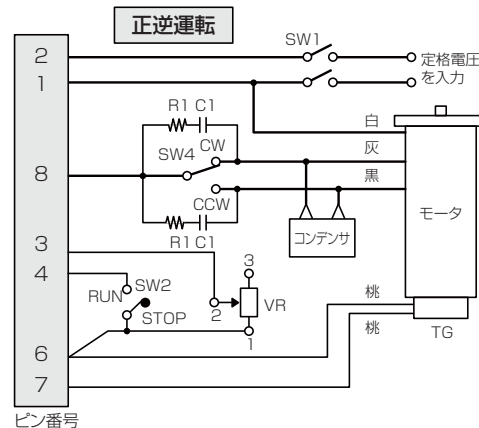 正逆運転
SW1
2
定格電圧
を入力
1
R1 C1
白
CW
灰
SW4
8
黒
CCW
モータ
コンデンサ
R1 C1
3
4
3
SW2
RUN
VR
2
STOP
桃
1
6
桃
TG
7
ピン番号